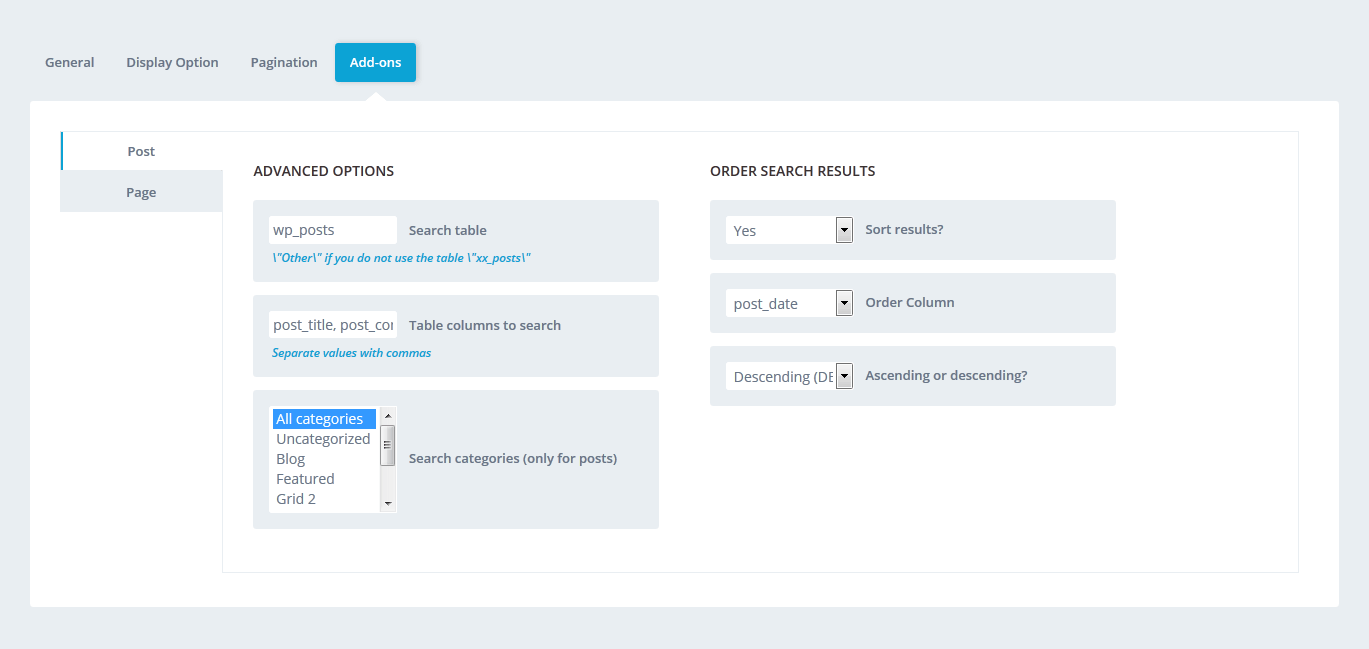 General Display Option Pagination Add-ons
Post
Page
ADVANCED OPTIONS
wp_posts Search table
\"Other\" if you do not use the table \"xx_posts\"
post_title, post_cor Table columns to search
Separate values with commas
All categories
Uncategorized
Blog
Featured
Grid 2
Search categories (only for posts)
ORDER SEARCH RESULTS
Yes Sort results?
post_date Order Column
Descending (DE Ascending or descending?